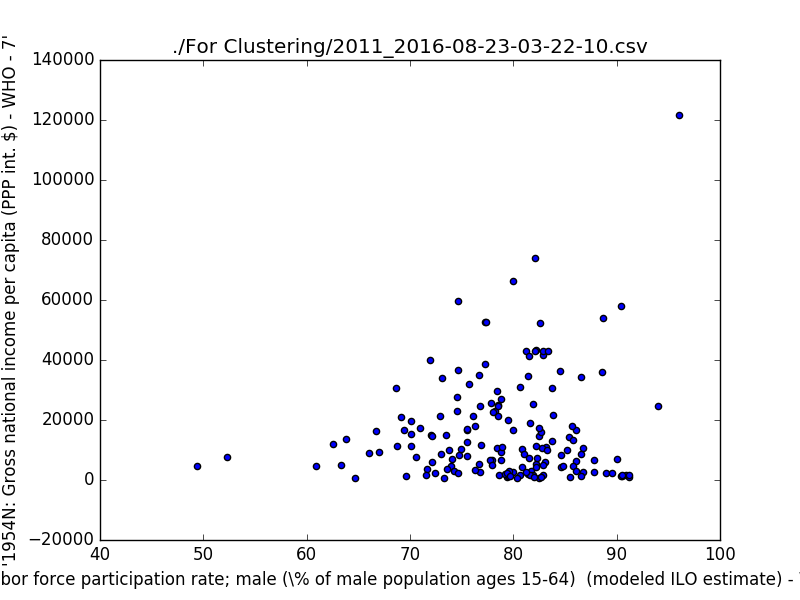 ./For Clustering/2011_2016-08-23-03-22-10.csv
'1954N: Gross national income per capita (PPP int. $) - WHO - 7'
140000
120000
100000
80000
60000
40000
20000
0
−20000
40 50 60 70 80 90 100
force participation rate; male (\% of male population ages 15-64) (modeled ILO estimate) -